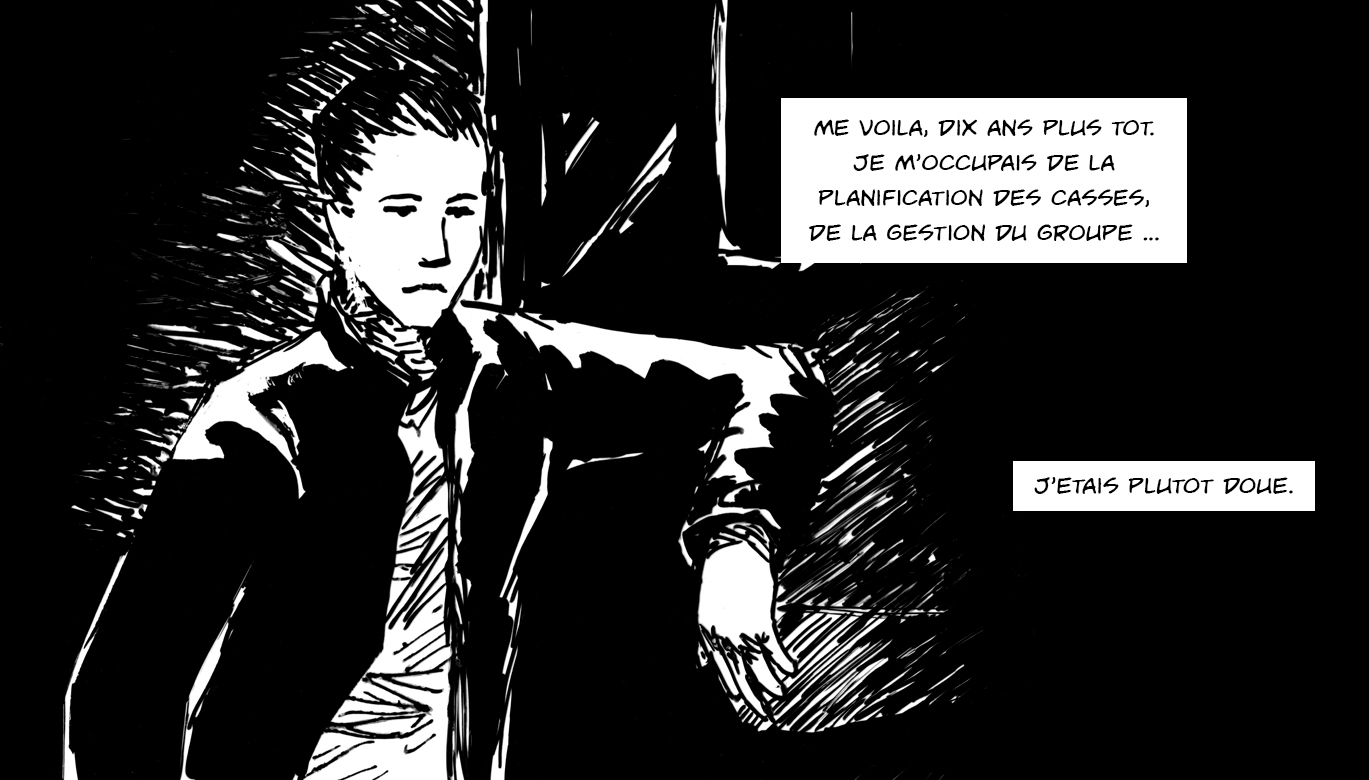 ME VOILA, DIX ANS PLUS TOT.
JE M'OCCUPAIS DE LA
PLANIFICATION DES CASSES,
DE LA GESTION DU GROUPE ...
J'ETAIS PLUTOT DOUE.